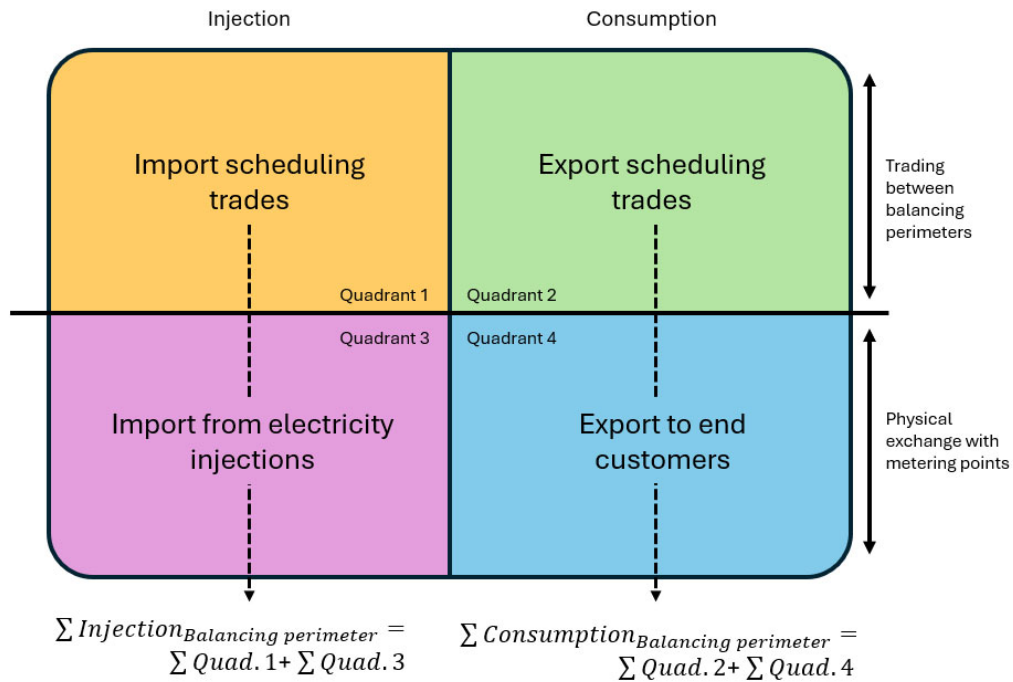 Injection
Consumption
Import scheduling
trades
Export scheduling
trades
Trading
between
balancing
perimeters
Quadrant 1
Quadrant 2
Quadrant 3
Quadrant 4
Import from electricity
injections
Export to end
customers
Physical
exchange with
metering points
∑ Injection_Balancing perimeter =
∑ Quad. 1+ ∑ Quad. 3
∑ Consumption_Balancing perimeter =
∑ Quad. 2+ ∑ Quad. 4